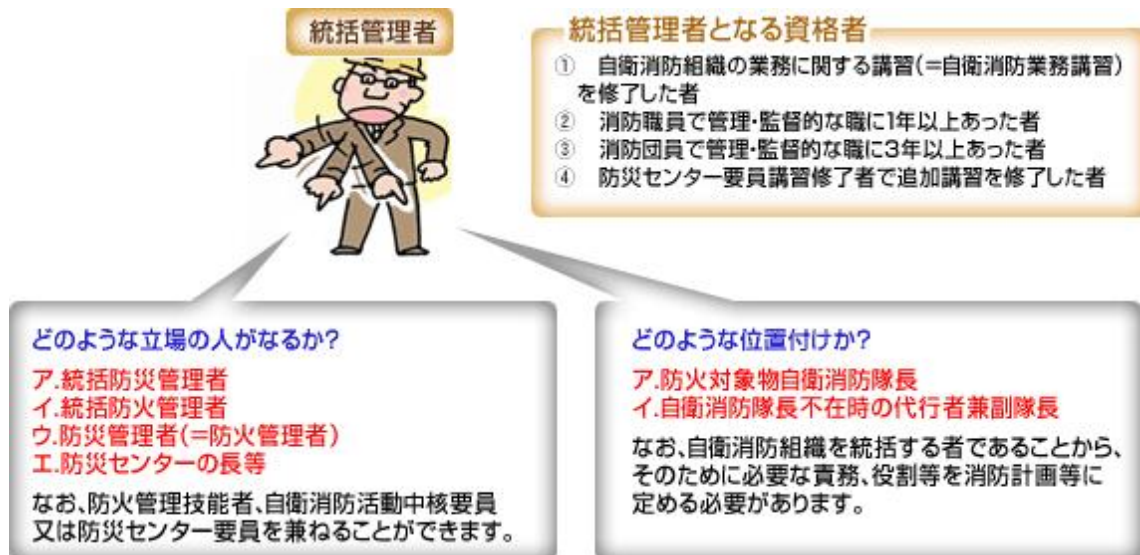 統括管理者
統括管理者となる資格者
① 自衛消防組織の業務に関する講習(=自衛消防業務講習)
を修了した者
② 消防職員で管理・監督的な職に1年以上あった者
③ 消防団員で管理・監督的な職に3年以上あった者
④ 防災センター要員講習修了者で追加講習を修了した者
どのような立場の人がなるか?
ア.統括防災管理者
イ.統括防火管理者
ウ.防災管理者(=防火管理者)
エ.防災センターの長等
なお、防火管理技能者、自衛消防活動中核要員
又は防災センター要員を兼ねることができます。
どのような位置付けか?
ア.防火対象物自衛消防隊長
イ.自衛消防隊長不在時の代行者兼副隊長
なお、自衛消防組織を統括する者であることから、
そのために必要な責務、役割等を消防計画等に
定める必要があります。